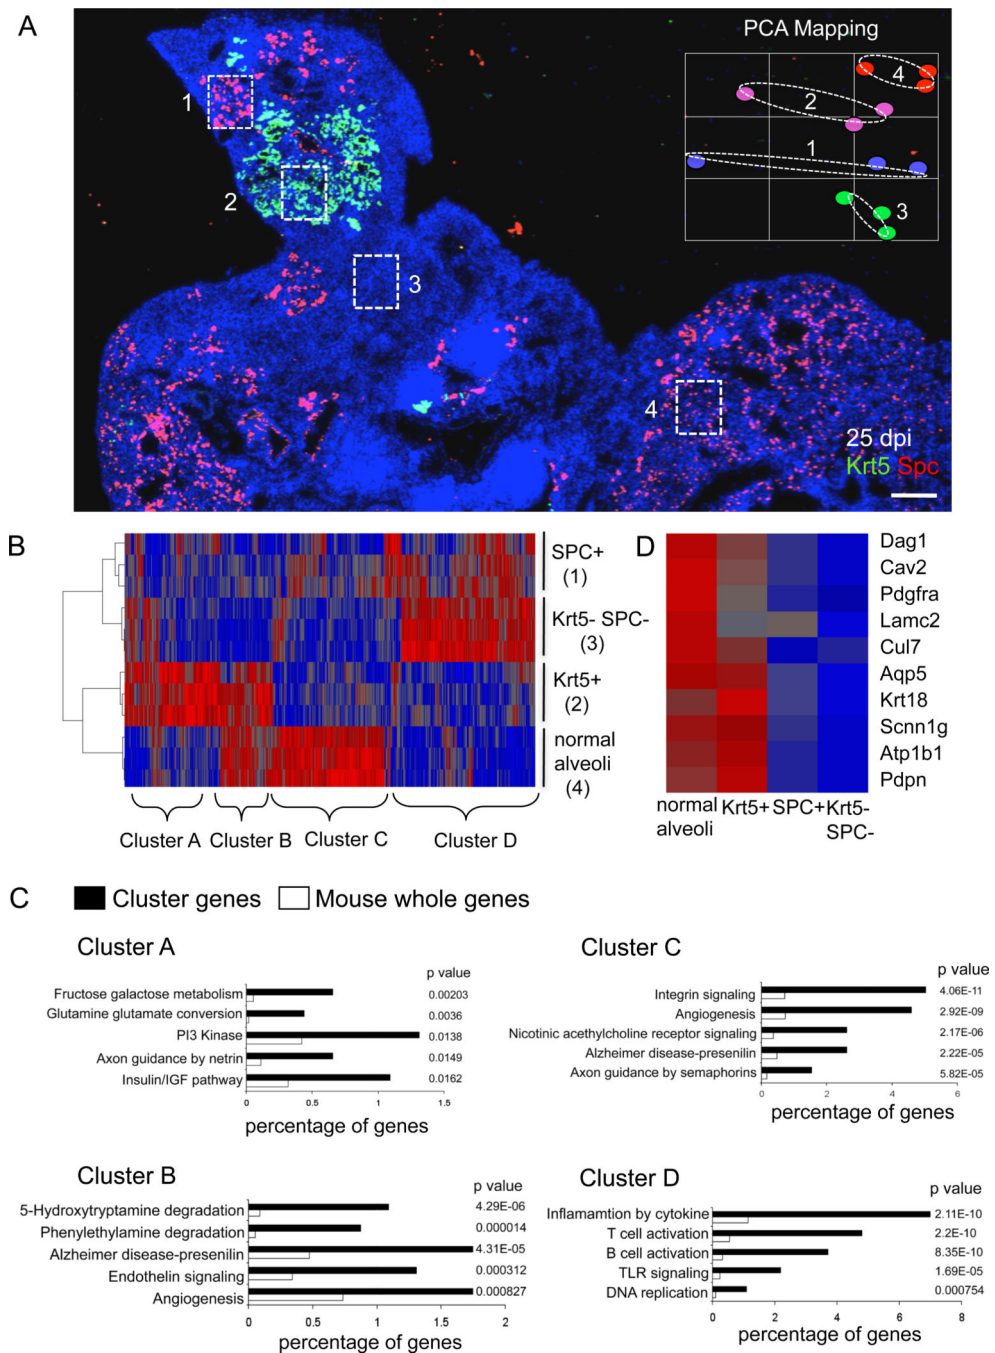 A
PCA Mapping
4
2
1
3
1
2
3
4
25 dpi
Krt5 Spc
B
SPC+
(1)
Krt5- SPC-
(3)
Krt5+
(2)
normal
alveoli
(4)
Cluster A
Cluster B
Cluster C
Cluster D
D
Dag1
Cav2
Pdgfra
Lamc2
Cul7
Aqp5
Krt18
Scnn1g
Atp1b1
Pdpn
normal Krt5+ SPC+ Krt5-
alveoli SPC-
C
Cluster genes Mouse whole genes
Cluster A
p value
Fructose galactose metabolism 0.00203
Glutamine glutamate conversion 0.0036
PI3 Kinase 0.0138
Axon guidance by netrin 0.0149
Insulin/IGF pathway 0.0162
0 0.5 1 1.5
percentage of genes
Cluster C
p value
Integrin signaling 4.06E-11
Angiogenesis 2.92E-09
Nicotinic acethylcholine receptor signaling 2.17E-06
Alzheimer disease-presenilin 2.22E-05
Axon guidance by semaphorins 5.82E-05
0 2 4 6
percentage of genes
Cluster B
p value
5-Hydroxytryptamine degradation 4.29E-06
Phenylethylamine degradation 0.000014
Alzheimer disease-presenilin 4.31E-05
Endothelin signaling 0.000312
Angiogenesis 0.000827
0 0.5 1 1.5 2
percentage of genes
Cluster D
p value
Inflamamtion by cytokine 2.11E-10
T cell activation 2.2E-10
B cell activation 8.35E-10
TLR signaling 1.69E-05
DNA replication 0.000754
0 2 4 6 8
percentage of genes